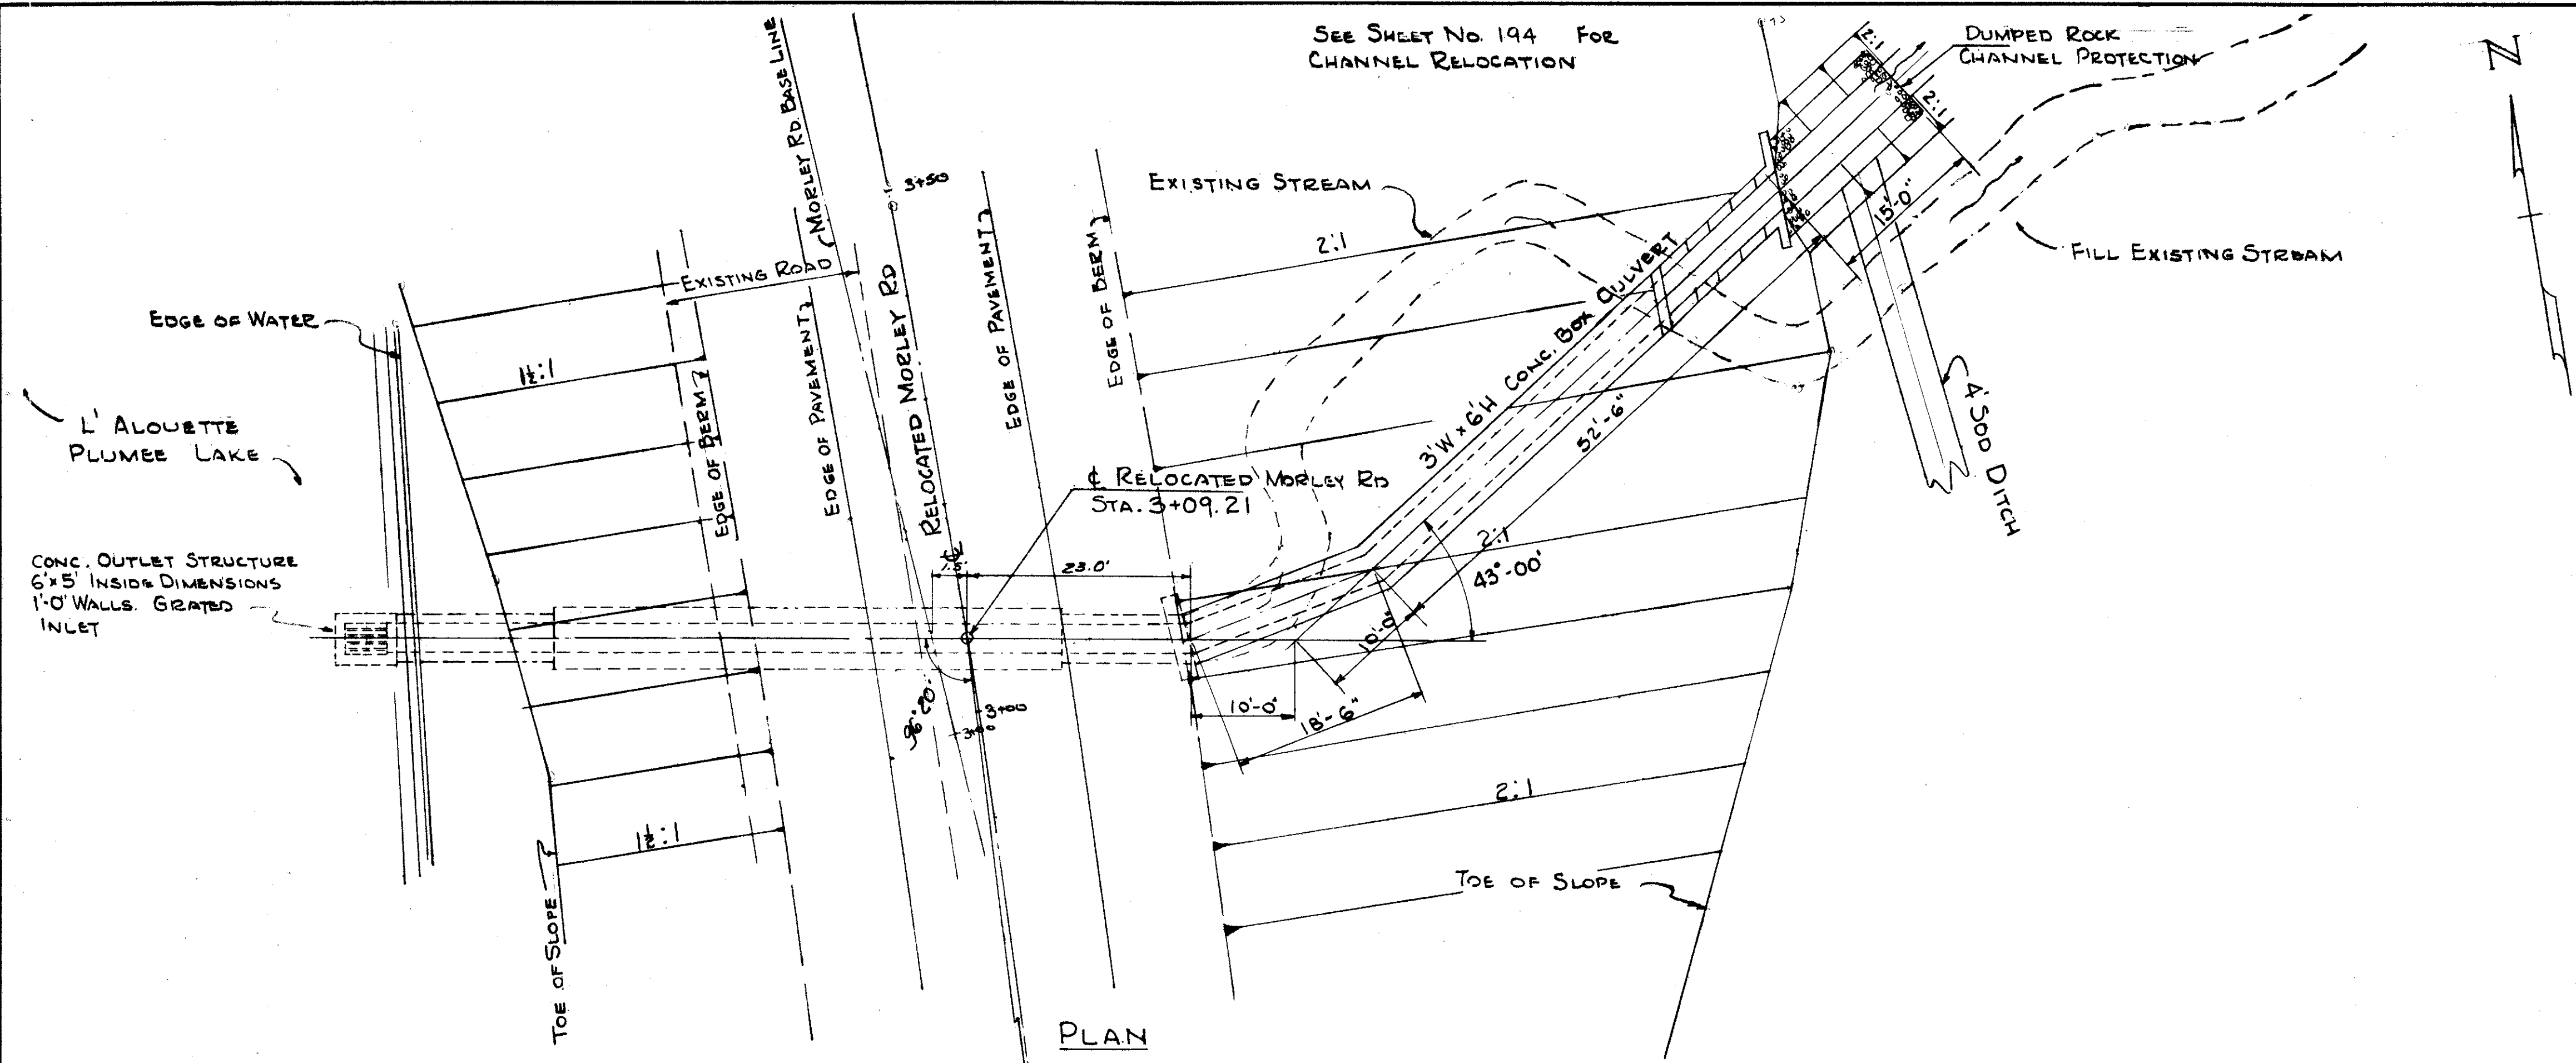 SEE SHEET NO. 194 FOR
CHANNEL RELOCATION
DUMPED ROCK
CHANNEL PROTECTION
N
2:1
2:1
MORLEY RD. BASE LINE
3+50
EXISTING STREAM
2:1
15'-0"
FILL EXISTING STREAM
EXISTING ROAD
EDGE OF WATER
1½:1
L' ALOUETTE
PLUMEE LAKE
EDGE OF BERM
EDGE OF PAVEMENT
RELOCATED MORLEY RD
EDGE OF PAVEMENT
EDGE OF BERM
3'W x 6'H CONC. BOX CULVERT
52'-6"
4' SOD DITCH
℄ RELOCATED MORLEY RD
STA. 3+09.21
CONC. OUTLET STRUCTURE
6'x5' INSIDE DIMENSIONS
1'-0" WALLS. GRATED
INLET
℄
1.5'
23.0'
2:1
43°-00'
10'-0"
10'-0"
18'-6"
3+00
2:1
1½:1
TOE OF SLOPE
TOE OF SLOPE
PLAN